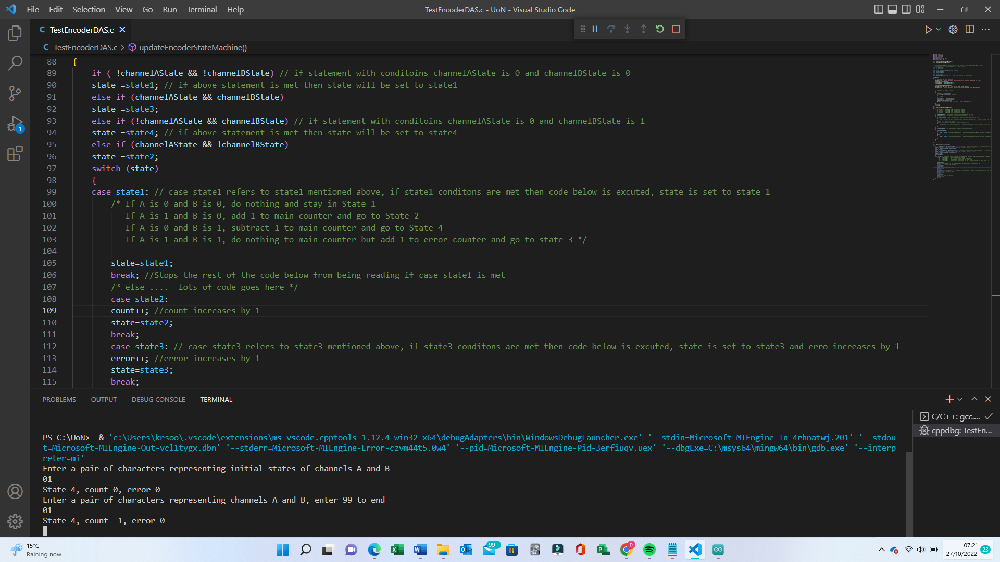 File Edit Selection View Go Run Terminal Help
TestEncoderDAS.c - UoN - Visual Studio Code
C TestEncoderDAS.c
C TestEncoderDAS.c > updateEncoderStateMachine()
88 {
89 if ( !channelAState && !channelBState) // if statement with conditoins channelAState is 0 and channelBState is 0
90 state =state1; // if above statement is met then state will be set to state1
91 else if (channelAState && channelBState)
92 state =state3;
93 else if (!channelAState && channelBState) // if statement with conditoins channelAState is 0 and channelBState is 1
94 state =state4; // if above statement is met then state will be set to state4
95 else if (channelAState && !channelBState)
96 state =state2;
97 switch (state)
98 {
99 case state1: // case state1 refers to state1 mentioned above, if state1 conditons are met then code below is excuted, state is set to state 1
100 /* If A is 0 and B is 0, do nothing and stay in State 1
101 If A is 1 and B is 0, add 1 to main counter and go to State 2
102 If A is 0 and B is 1, subtract 1 to main counter and go to State 4
103 If A is 1 and B is 1, do nothing to main counter but add 1 to error counter and go to state 3 */
104
105 state=state1;
106 break; //Stops the rest of the code below from being reading if case state1 is met
107 /* else .... lots of code goes here */
108 case state2:
109 count++; //count increases by 1
110 state=state2;
111 break;
112 case state3: // case state3 refers to state3 mentioned above, if state3 conditons are met then code below is excuted, state is set to state3 and erro increases by 1
113 error++; //error increases by 1
114 state=state3;
115 break;
1
PROBLEMS OUTPUT DEBUG CONSOLE TERMINAL
C/C++: gcc....
cppdbg: TestEn...
PS C:\UoN> & 'c:\Users\krsoo\.vscode\extensions\ms-vscode.cpptools-1.12.4-win32-x64\debugAdapters\bin\WindowsDebugLauncher.exe' '--stdin=Microsoft-MIEngine-In-4rhnatwj.201' '--stdou
t=Microsoft-MIEngine-Out-vcl1tygx.dbn' '--stderr=Microsoft-MIEngine-Error-czvm44t5.0w4' '--pid=Microsoft-MIEngine-Pid-3erfiuqv.uex' '--dbgExe=C:\msys64\mingw64\bin\gdb.exe' '--interp
reter=mi'
Enter a pair of characters representing initial states of channels A and B
01
State 4, count 0, error 0
Enter a pair of characters representing channels A and B, enter 99 to end
01
State 4, count -1, error 0
15°C
Raining now
99+
D
07:21
27/10/2022
23